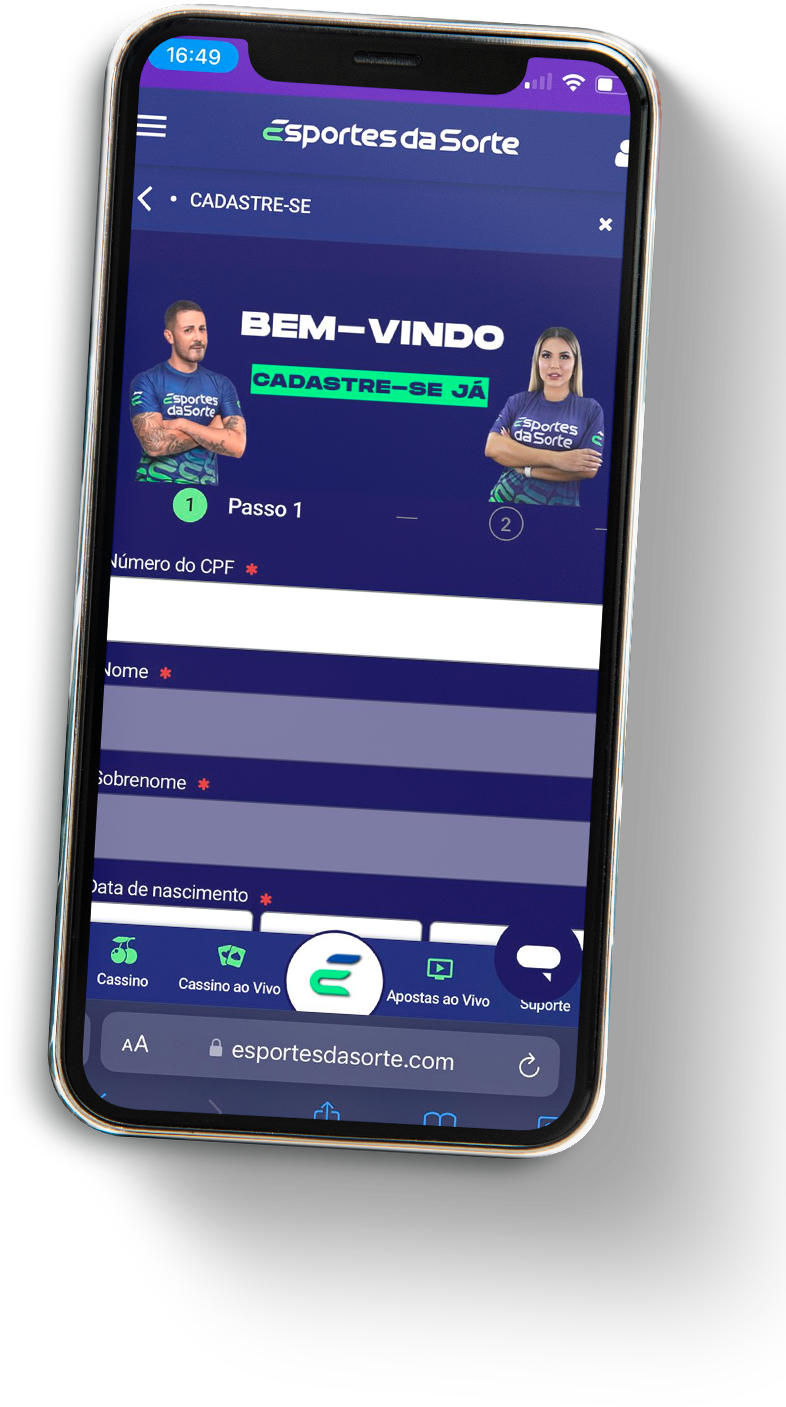 16:49
Esportes da Sorte
• CADASTRE-SE
BEM-VINDO
CADASTRE-SE JÁ
Esportes
da Sorte
Esportes
da Sorte
1 Passo 1 — 2 —
Número do CPF *
Nome *
Sobrenome *
Data de nascimento *
Cassino
Cassino ao Vivo
Apostas ao Vivo
Suporte
AA esportesdasorte.com